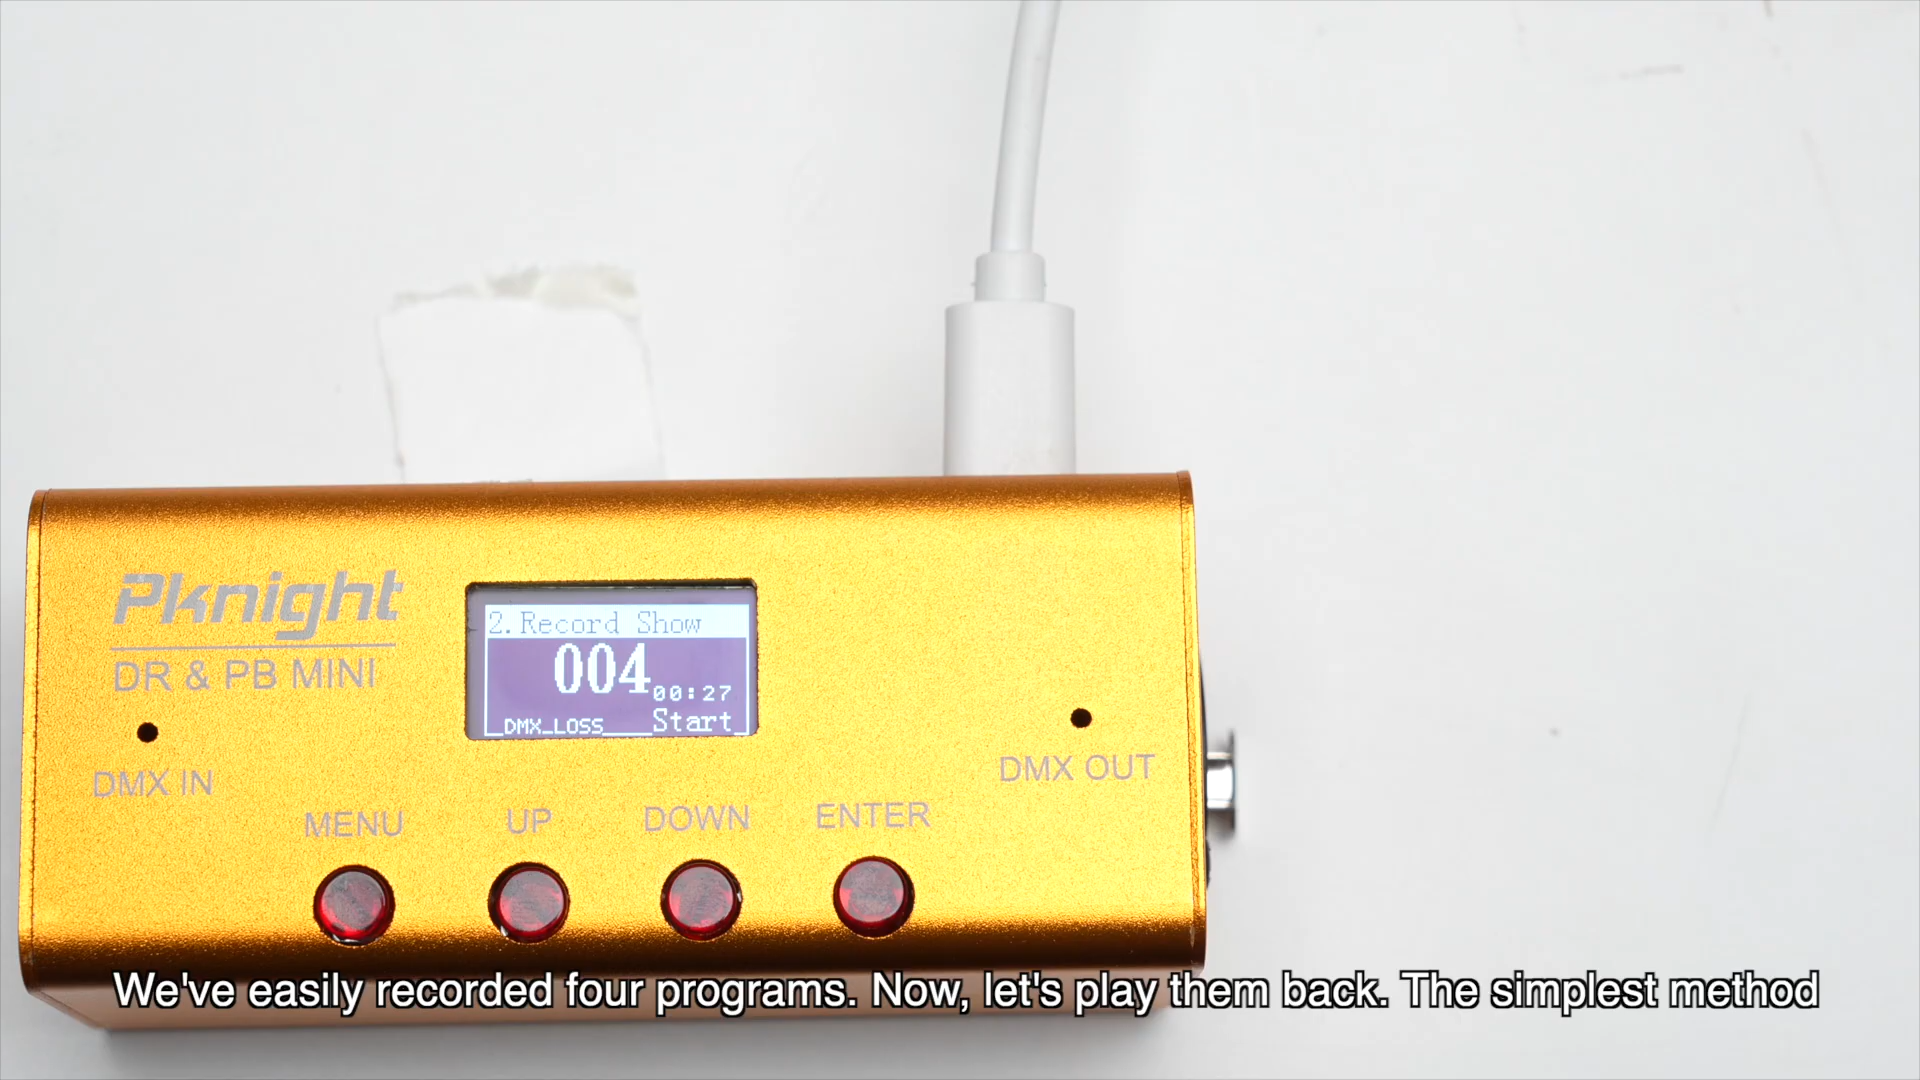 Pknight
DR & PB MINI
2.Record Show
004
00:27
DMX_LOSS
Start
DMX IN
DMX OUT
MENU
UP
DOWN
ENTER
We've easily recorded four programs. Now, let's play them back. The simplest method